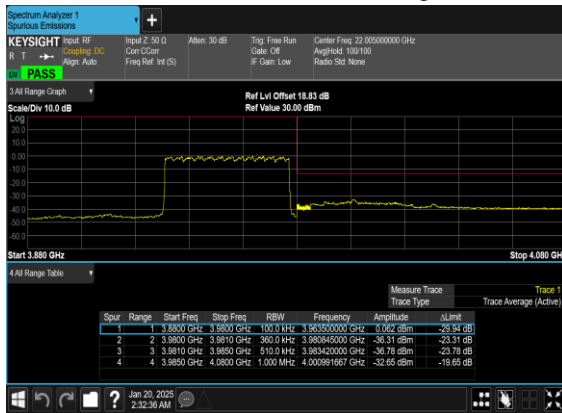 Spectrum Analyzer 1
Spurious Emissions
KEYSIGHT Input: RF Input Z: 50 Ω Atten: 30 dB Trig: Free Run Center Freq: 22.005000000 GHz
R T Coupling: DC Corr CCorr Gate: Off Avg|Hold: 100/100
Align: Auto Freq Ref: Int (S) IF Gain: Low Radio Std: None
PASS
3 All Range Graph
Ref Lvl Offset 18.83 dB
Scale/Div 10.0 dB Ref Value 30.00 dBm
Log
20.0
10.0
0.00
-10.0
-20.0
-30.0
-40.0
-50.0
-60.0
Start 3.880 GHz Stop 4.080 GH
4 All Range Table
Measure Trace Trace 1
Trace Type Trace Average (Active)
Spur Range Start Freq Stop Freq RBW Frequency Amplitude ΔLimit
1 1 3.8800 GHz 3.9800 GHz 100.0 kHz 3.963500000 GHz 0.062 dBm -29.94 dB
2 2 3.9800 GHz 3.9810 GHz 360.0 kHz 3.980845000 GHz -36.31 dBm -23.31 dB
3 3 3.9810 GHz 3.9850 GHz 510.0 kHz 3.983420000 GHz -36.78 dBm -23.78 dB
4 4 3.9850 GHz 4.0800 GHz 1.000 MHz 4.000991667 GHz -32.65 dBm -19.65 dB
Jan 20, 2025
2:32:36 AM